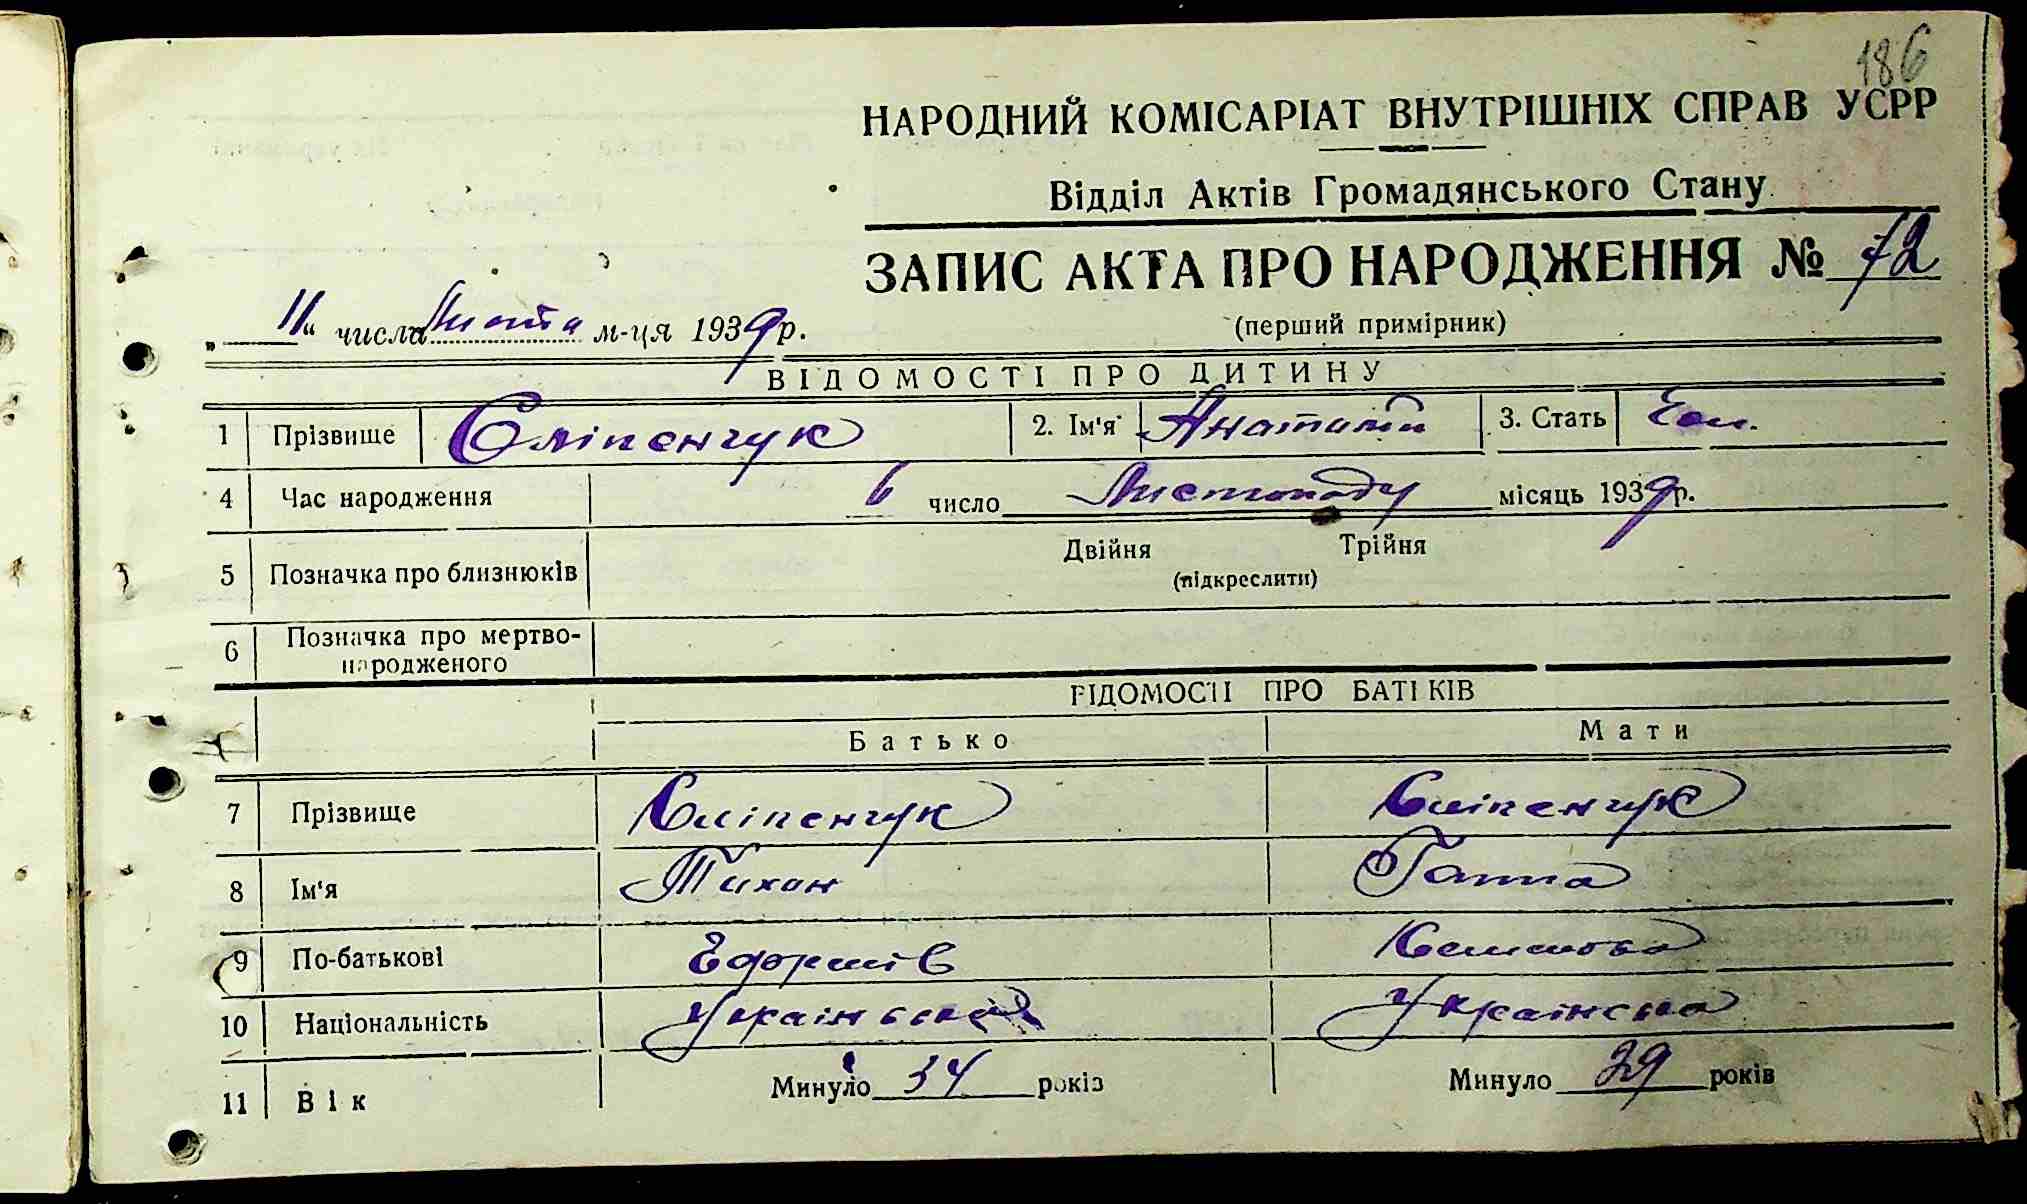 186
НАРОДНИЙ КОМІСАРІАТ ВНУТРІШНІХ СПРАВ УСРР
Відділ Актів Громадянського Стану
ЗАПИС АКТА ПРО НАРОДЖЕННЯ № 72
(перший примірник)
„11“ числа Листп м-ця 1939 р.
ВІДОМОСТІ ПРО ДИТИНУ
1 Прізвище Сліпенчук 2. Ім'я Анатолій 3. Стать Чол.
4 Час народження 6 число Листопаду місяць 1939 р.
5 Позначка про близнюків Двійня Трійня
(підкреслити)
6 Позначка про мертво-
народженого
ВІДОМОСТІ ПРО БАТЬКІВ
Батько Мати
7 Прізвище Сліпенчук Сліпенчук
8 Ім'я Тихон Ганна
9 По-батькові
10 Національність Українська
11 Вік Минуло 34 років Минуло 29 років